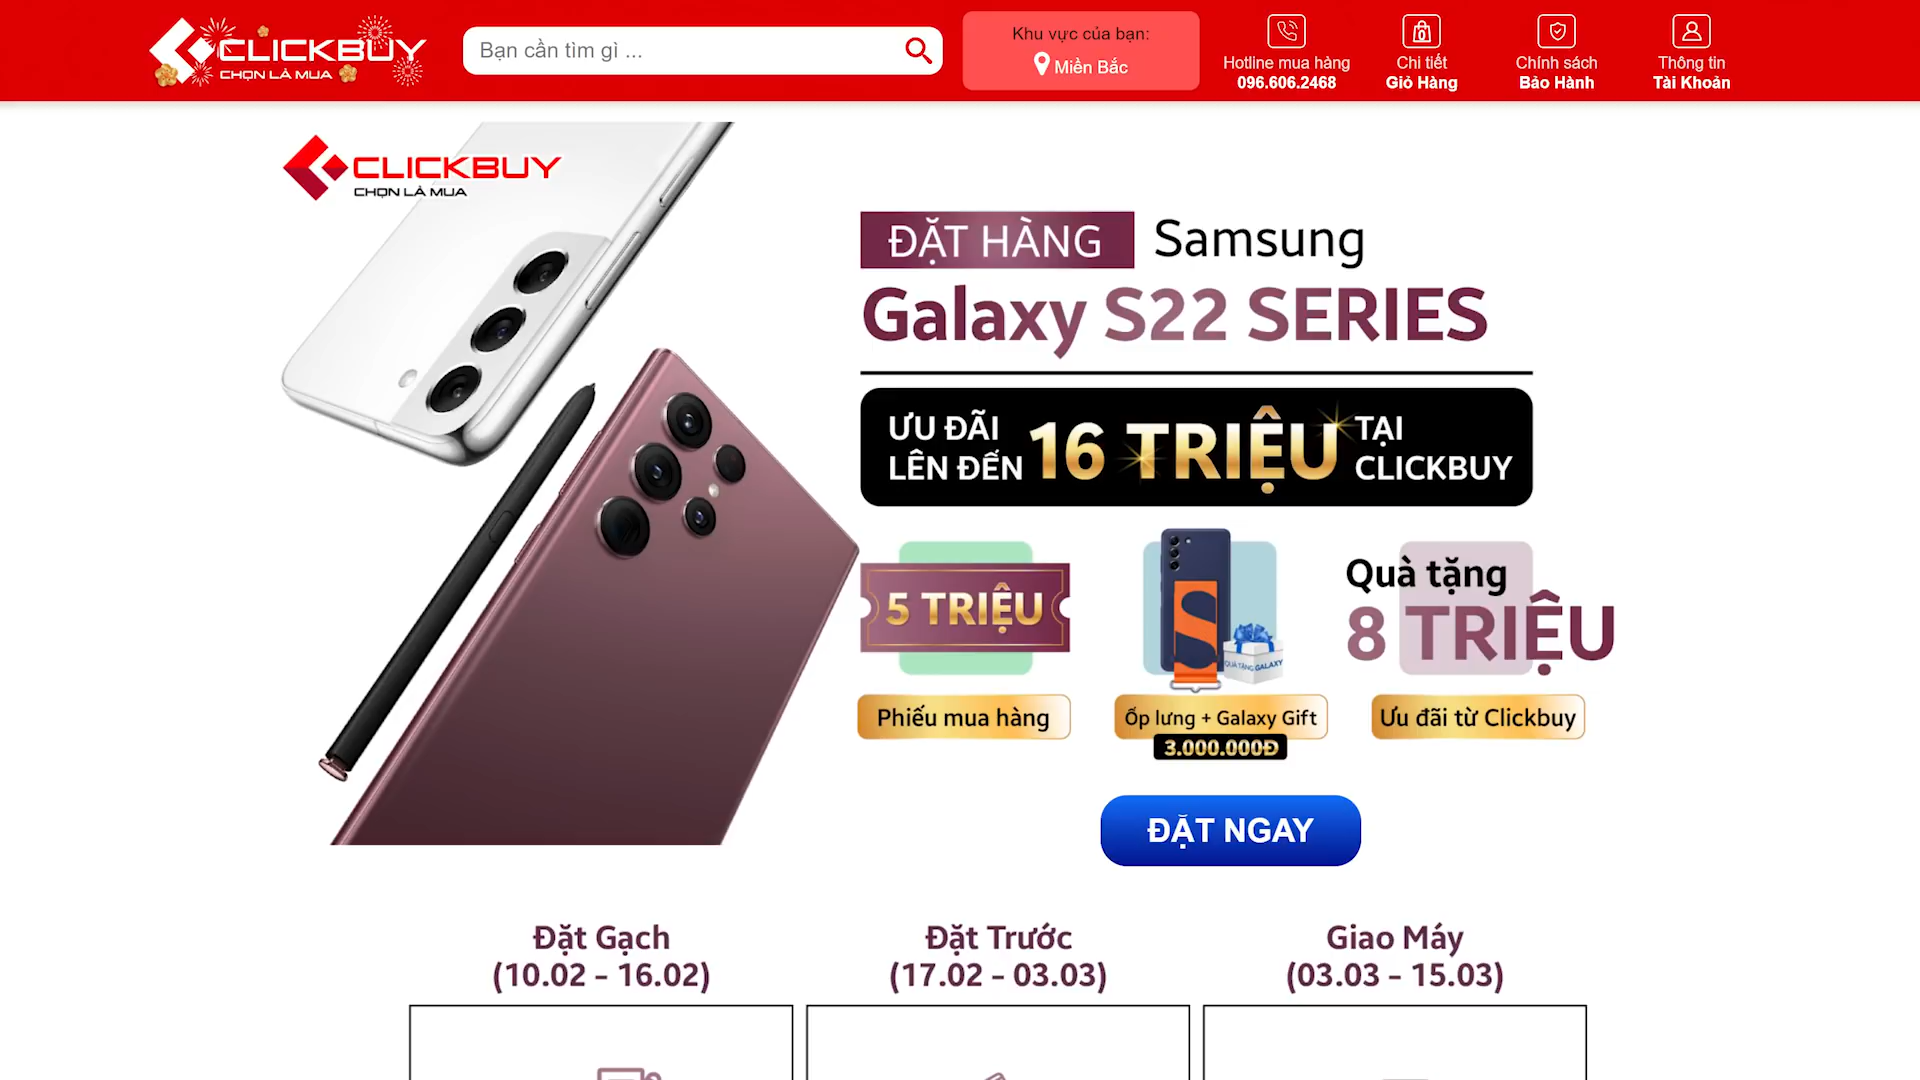 CLICKBUY
CHỌN LÀ MUA
Bạn cần tìm gì ...
Khu vực của bạn:
Miền Bắc
Hotline mua hàng
096.606.2468
Chi tiết
Giỏ Hàng
Chính sách
Bảo Hành
Thông tin
Tài Khoản
CLICKBUY
CHỌN LÀ MUA
ĐẶT HÀNG Samsung
Galaxy S22 SERIES
ƯU ĐÃI LÊN ĐẾN 16 TRIỆU TẠI CLICKBUY
5 TRIỆU
Phiếu mua hàng
S
QUÀ TẶNG GALAXY
Ốp lưng + Galaxy Gift
3.000.000Đ
Quà tặng
8 TRIỆU
Ưu đãi từ Clickbuy
ĐẶT NGAY
Đặt Gạch
(10.02 - 16.02)
Đặt Trước
(17.02 - 03.03)
Giao Máy
(03.03 - 15.03)